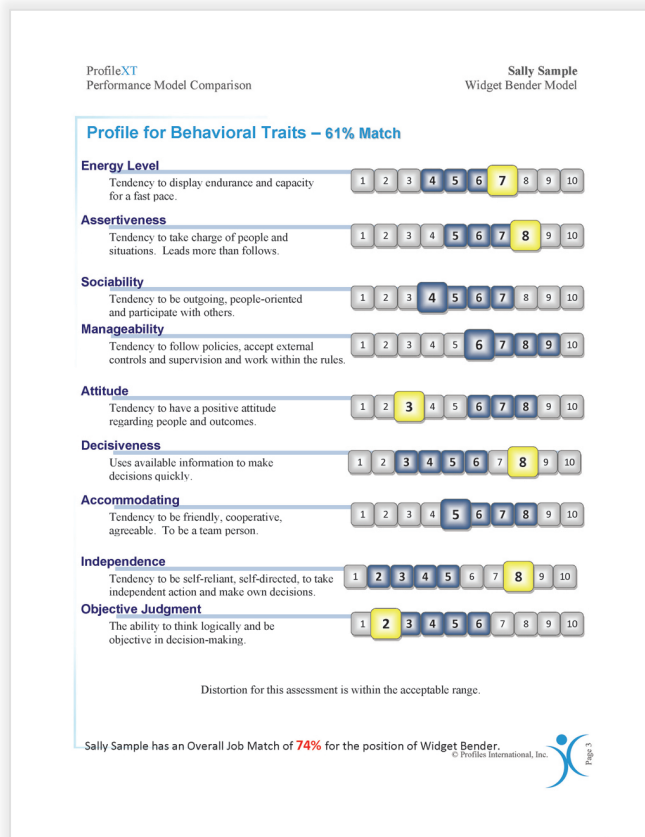 ProfileXT
Performance Model Comparison
Sally Sample
Widget Bender Model
Profile for Behavioral Traits – 61% Match
Energy Level
Tendency to display endurance and capacity
for a fast pace.
1 2 3 4 5 6 7 8 9 10
Assertiveness
Tendency to take charge of people and
situations. Leads more than follows.
1 2 3 4 5 6 7 8 9 10
Sociability
Tendency to be outgoing, people-oriented
and participate with others.
1 2 3 4 5 6 7 8 9 10
Manageability
Tendency to follow policies, accept external
controls and supervision and work within the rules.
1 2 3 4 5 6 7 8 9 10
Attitude
Tendency to have a positive attitude
regarding people and outcomes.
1 2 3 4 5 6 7 8 9 10
Decisiveness
Uses available information to make
decisions quickly.
1 2 3 4 5 6 7 8 9 10
Accommodating
Tendency to be friendly, cooperative,
agreeable. To be a team person.
1 2 3 4 5 6 7 8 9 10
Independence
Tendency to be self-reliant, self-directed, to take
independent action and make own decisions.
1 2 3 4 5 6 7 8 9 10
Objective Judgment
The ability to think logically and be
objective in decision-making.
1 2 3 4 5 6 7 8 9 10
Distortion for this assessment is within the acceptable range.
Sally Sample has an Overall Job Match of 74% for the position of Widget Bender.
© Profiles International, Inc.
Page 3